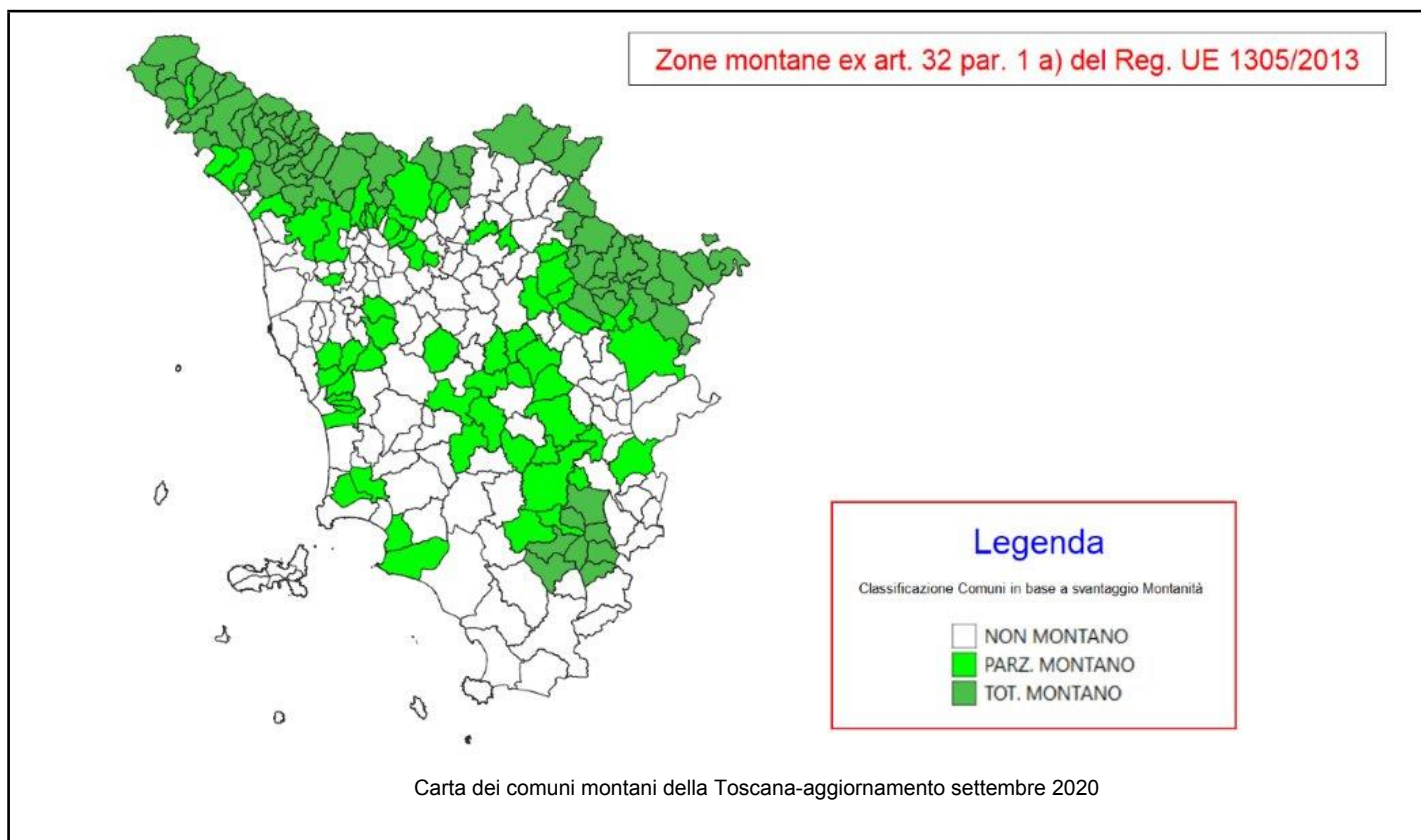 Zone montane ex art. 32 par. 1 a) del Reg. UE 1305/2013
Legenda
Classificazione Comuni in base a svantaggio Montanità
NON MONTANO
PARZ. MONTANO
TOT. MONTANO
Carta dei comuni montani della Toscana-aggiornamento settembre 2020